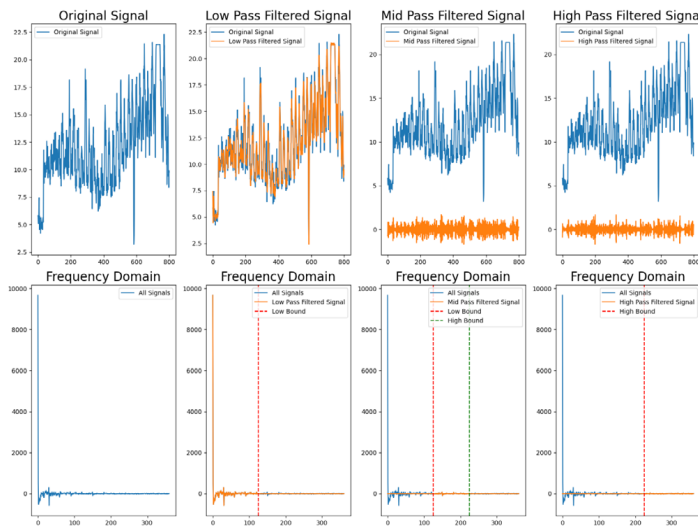 Original Signal
Original Signal
22.5
20.0
17.5
15.0
12.5
10.0
7.5
5.0
2.5
0 200 400 600 800
Low Pass Filtered Signal
Original Signal
Low Pass Filtered Signal
22.5
20.0
17.5
15.0
12.5
10.0
7.5
5.0
2.5
0 200 400 600 800
Mid Pass Filtered Signal
Original Signal
Mid Pass Filtered Signal
20
15
10
5
0
0 200 400 600 800
High Pass Filtered Signal
Original Signal
High Pass Filtered Signal
20
15
10
5
0
0 200 400 600 800
Frequency Domain
All Signals
10000
8000
6000
4000
2000
0
0 100 200 300
Frequency Domain
All Signals
Low Pass Filtered Signal
Low Bound
10000
8000
6000
4000
2000
0
0 100 200 300
Frequency Domain
All Signals
Mid Pass Filtered Signal
Low Bound
High Bound
10000
8000
6000
4000
2000
0
0 100 200 300
Frequency Domain
All Signals
High Pass Filtered Signal
High Bound
10000
8000
6000
4000
2000
0
0 100 200 300